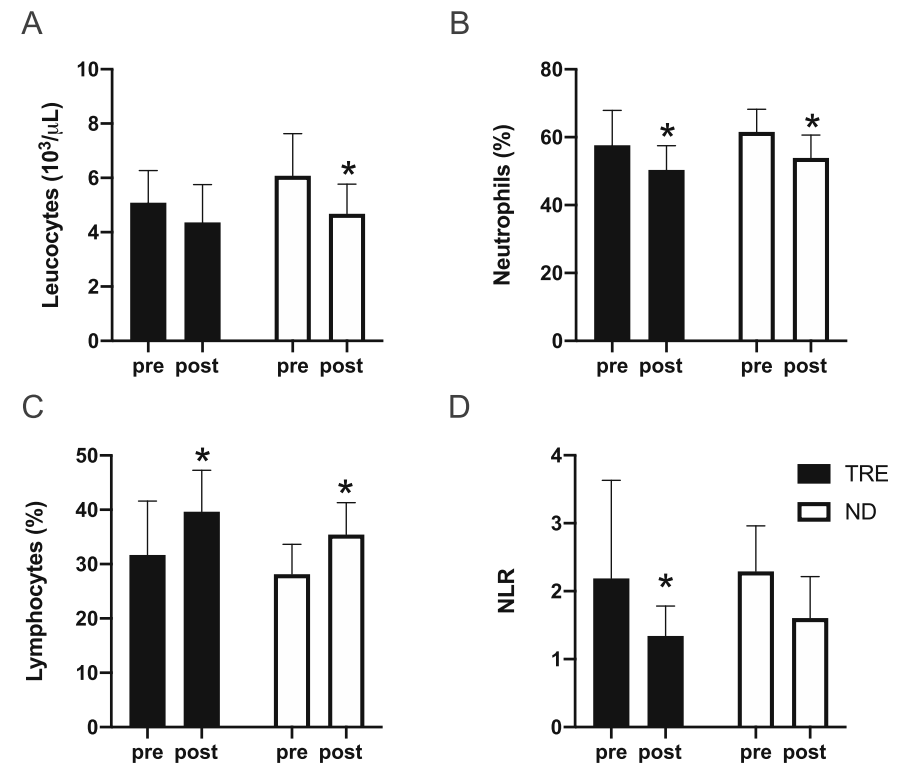 A
Leucocytes (10³/μL)
10
8
6
4
2
0
*
pre post pre post
B
Neutrophils (%)
80
60
40
20
0
* *
pre post pre post
C
Lymphocytes (%)
50
40
30
20
10
0
* *
pre post pre post
D
NLR
4
3
2
1
0
*
TRE
ND
pre post pre post